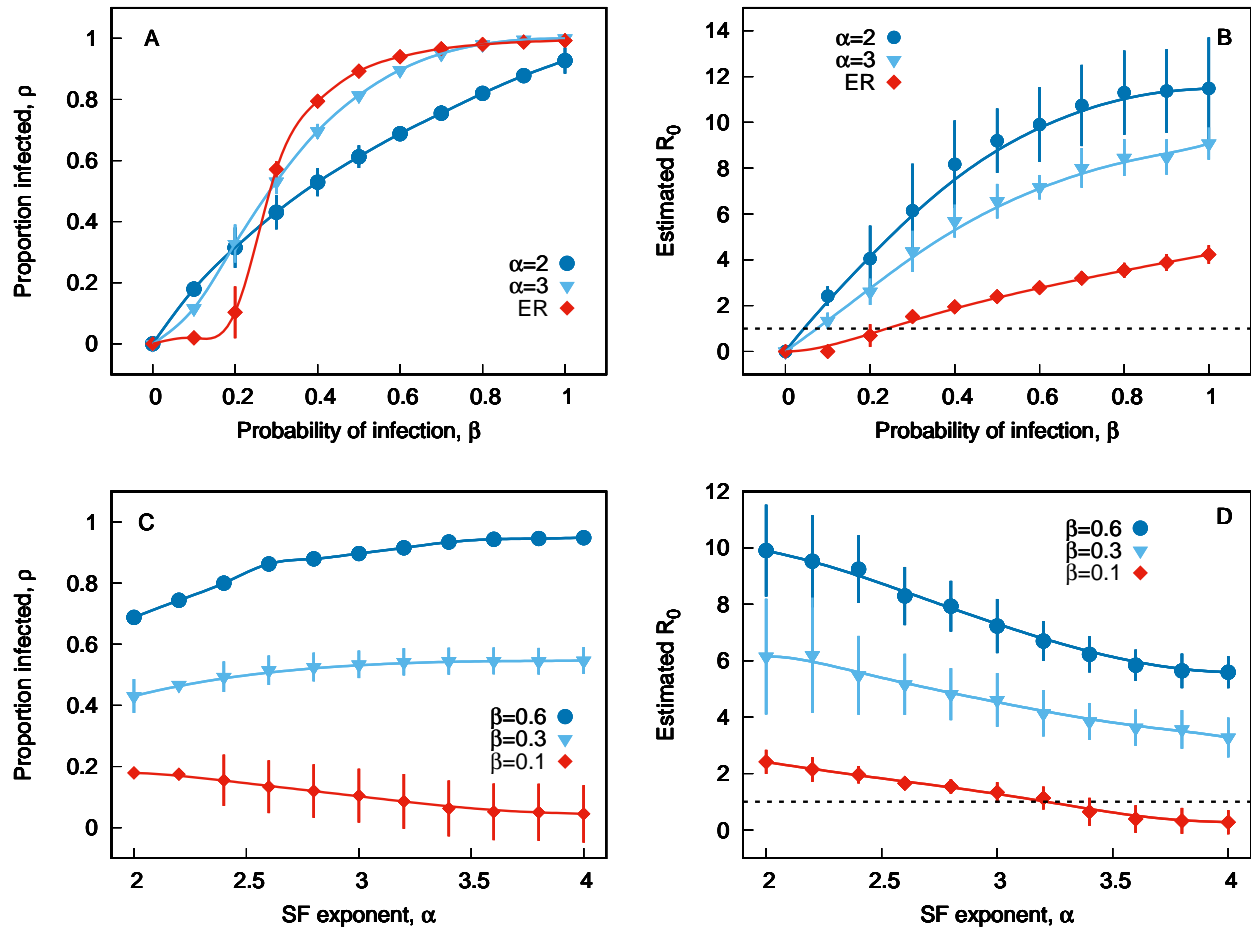 A
Proportion infected, ρ
1
0.8
0.6
0.4
0.2
0
α=2
α=3
ER
0 0.2 0.4 0.6 0.8 1
Probability of infection, β
B
Estimated R0
14
12
10
8
6
4
2
0
α=2
α=3
ER
0 0.2 0.4 0.6 0.8 1
Probability of infection, β
C
Proportion infected, ρ
1
0.8
0.6
0.4
0.2
0
β=0.6
β=0.3
β=0.1
2 2.5 3 3.5 4
SF exponent, α
D
Estimated R0
12
10
8
6
4
2
0
β=0.6
β=0.3
β=0.1
2 2.5 3 3.5 4
SF exponent, α